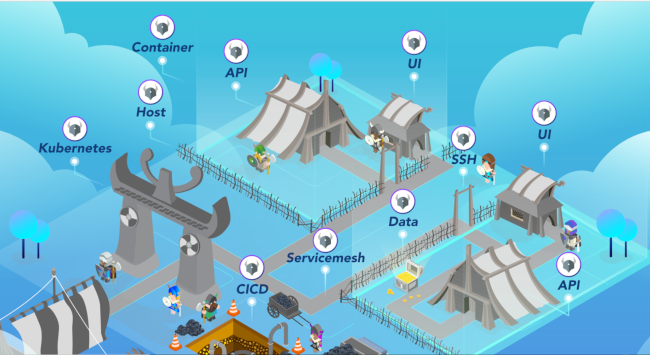 Container
API
UI
Host
UI
Kubernetes
SSH
Data
Servicemesh
CICD
API